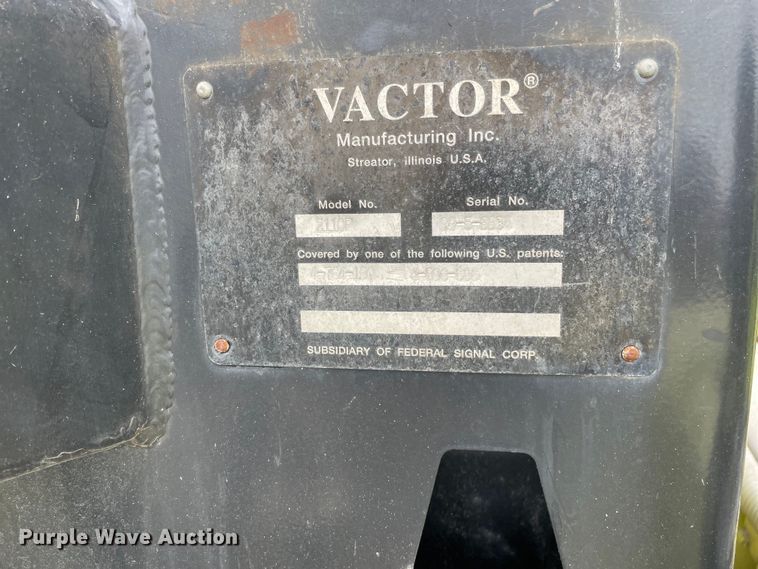 VACTOR®
Manufacturing Inc.
Streator, illinois U.S.A.
Model No. Serial No.
Covered by one of the following U.S. patents:
SUBSIDIARY OF FEDERAL SIGNAL CORP.
Purple Wave Auction